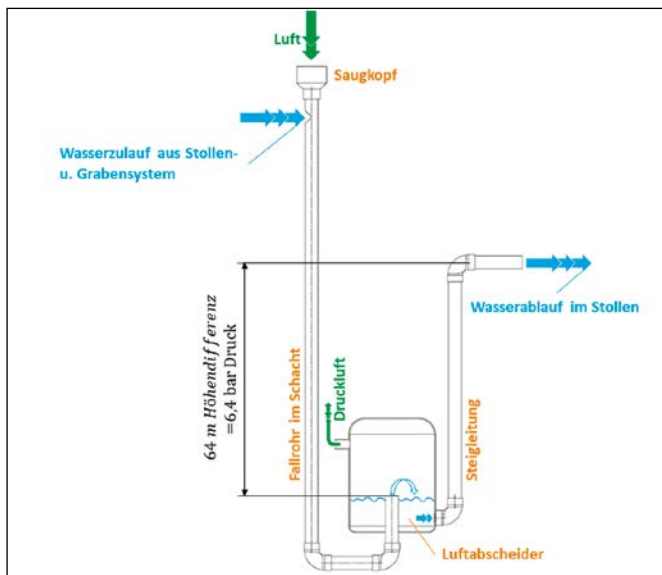 Luft
Saugkopf
Wasserzulauf aus Stollen-
u. Grabensystem
Wasserablauf im Stollen
64 m Höhendifferenz
=6,4 bar Druck
Fallrohr im Schacht
Druckluft
Steigleitung
Luftabscheider